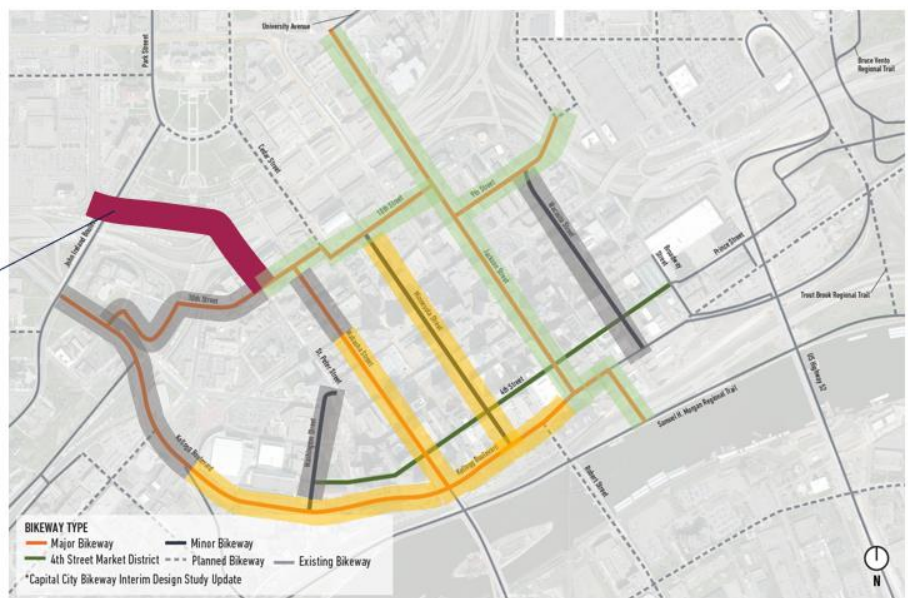 University Avenue
Park Street
Cedar Street
Bruce Vento
Regional Trail
John Ireland Boulevard
10th Street
9th Street
Wacouta Street
Broadway
Street
Prince Street
Trout Brook Regional Trail
10th Street
Jackson Street
Minnesota Street
Wabasha Street
St. Peter Street
4th Street
Washington Street
Kellogg Boulevard
Kellogg Boulevard
Samuel H. Morgan Regional Trail
US Highway 52
Robert Street
BIKEWAY TYPE
Major Bikeway
Minor Bikeway
4th Street Market District
Planned Bikeway
Existing Bikeway
*Capital City Bikeway Interim Design Study Update
N